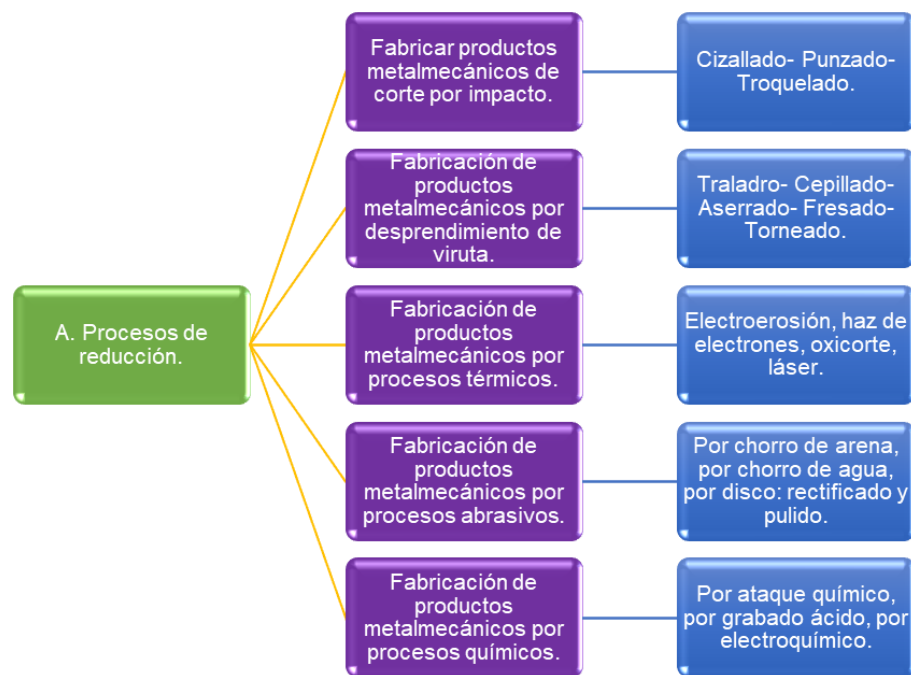 A. Procesos de
reducción.
Fabricar productos
metalmecánicos de
corte por impacto.
Cizallado- Punzado-
Troquelado.
Fabricación de
productos
metalmecánicos por
desprendimiento de
viruta.
Traladro- Cepillado-
Aserrado- Fresado-
Torneado.
Fabricación de
productos
metalmecánicos por
procesos térmicos.
Electroerosión, haz de
electrones, oxicorte,
láser.
Fabricación de
productos
metalmecánicos por
procesos abrasivos.
Por chorro de arena,
por chorro de agua,
por disco: rectificado y
pulido.
Fabricación de
productos
metalmecánicos por
procesos químicos.
Por ataque químico,
por grabado ácido, por
electroquímico.